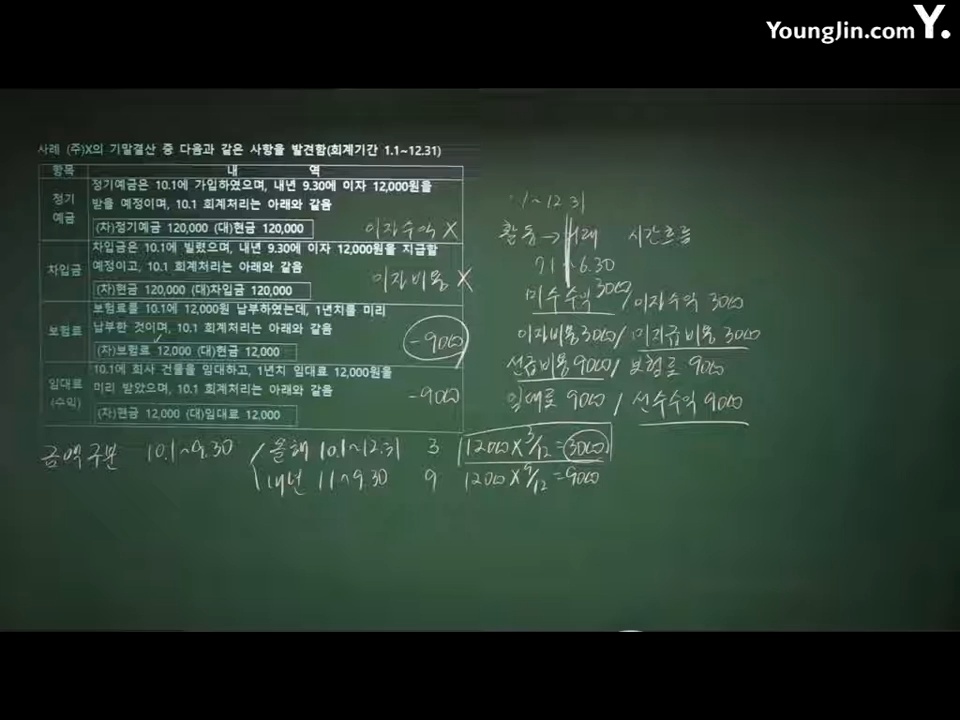 YoungJin.com Y.
사례 (주)X의 기말결산 중 다음과 같은 사항을 발견함(회계기간 1.1~12.31)
항목 내 역
정기예금은 10.1에 가입하였으며, 내년 9.30에 이자 12,000원을
정기
예금
받을 예정이며, 10.1 회계처리는 아래와 같음
(차)정기예금 120,000 (대)현금 120,000
이자수익 X
차입금은 10.1에 빌렸으며, 내년 9.30에 이자 12,000원을 지급할
차입금
예정이고, 10.1 회계처리는 아래와 같음
(차)현금 120,000 (대)차입금 120,000
이자비용 X
보험료를 10.1에 12,000원 납부하였는데, 1년치를 미리
보험료
납부한 것이며, 10.1 회계처리는 아래와 같음
(차)보험료 12,000 (대)현금 12,000
-9000
10.1에 회사 건물을 임대하고, 1년치 임대료 12,000원을
임대료
(수익)
미리 받았으며, 10.1 회계처리는 아래와 같음
(차)현금 12,000 (대)임대료 12,000
-9000
~12.31
시간흐름
미수수익 3000/이자수익 3000
이자비용 3000/미지급비용 3000
선급비용 9000/보험료 9000
임대료 9000/선수수익 9000
금액구분 10.1~9.30
올해 10.1~12.31 3 12000×3/12=3000
내년 1.1~9.30 9 12000×9/12=9000